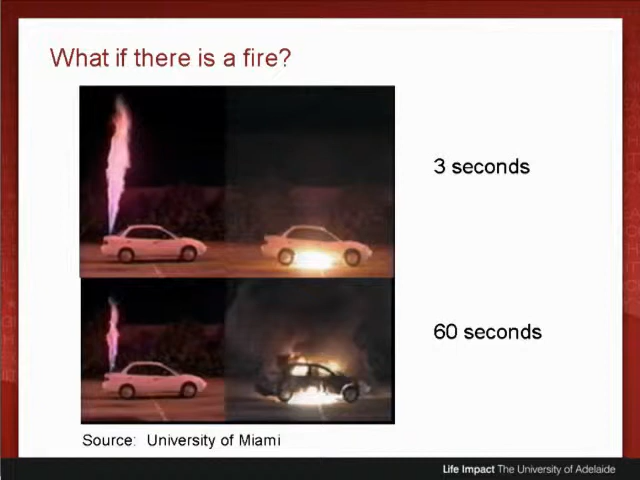 What if there is a fire?
3 seconds
60 seconds
Source: University of Miami
Life Impact The University of Adelaide